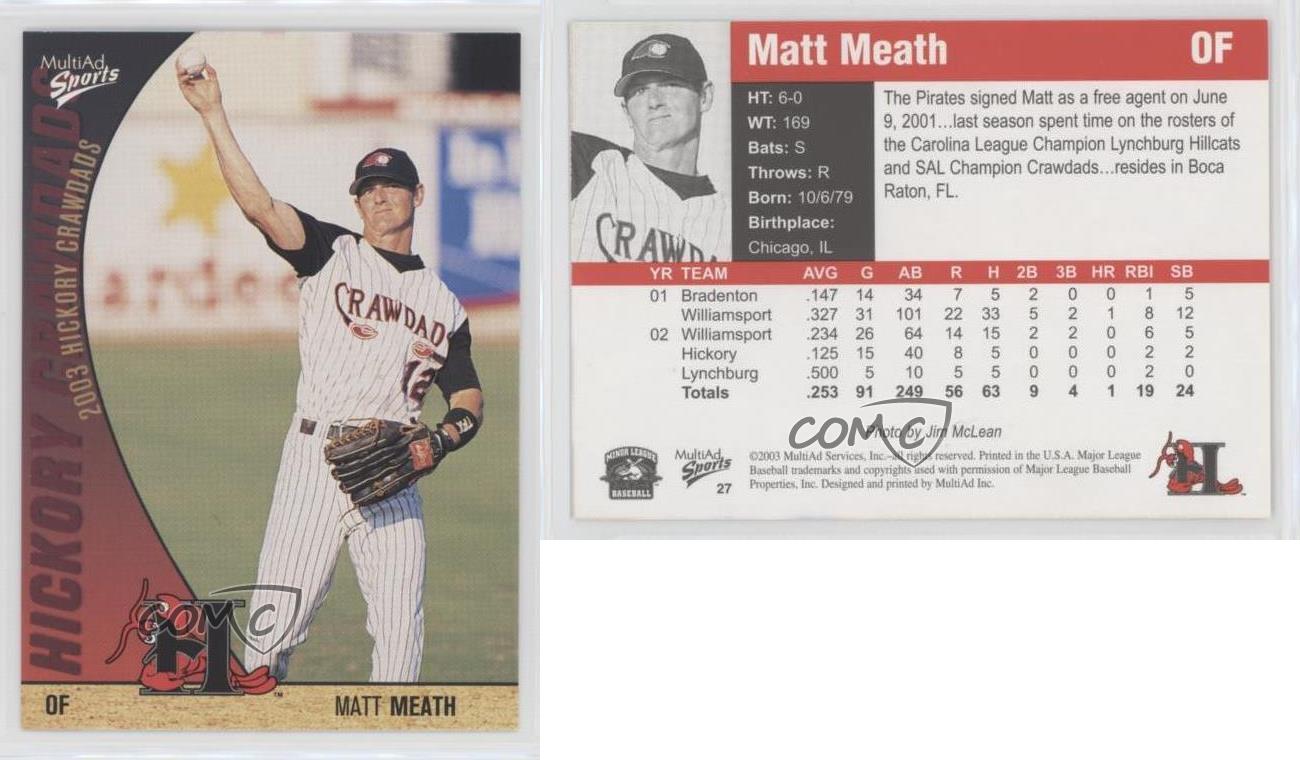 MultiAd
Sports
HICKORY CRAWDADS
2003 HICKORY CRAWDADS
CRAWDADS
12
H
COMC
OF
MATT MEATH
Matt Meath
OF
HT: 6-0
WT: 169
Bats: S
Throws: R
Born: 10/6/79
Birthplace:
Chicago, IL
The Pirates signed Matt as a free agent on June
9, 2001...last season spent time on the rosters of
the Carolina League Champion Lynchburg Hillcats
and SAL Champion Crawdads...resides in Boca
Raton, FL.
CRAWDA
YR TEAM AVG G AB R H 2B 3B HR RBI SB
01 Bradenton .147 14 34 7 5 2 0 0 1 5
Williamsport .327 31 101 22 33 5 2 1 8 12
02 Williamsport .234 26 64 14 15 2 2 0 6 5
Hickory .125 15 40 8 5 0 0 0 2 2
Lynchburg .500 5 10 5 5 0 0 0 2 0
Totals .253 91 249 56 63 9 4 1 19 24
COMC
Photo by Jim McLean
MINOR LEAGUE
BASEBALL
MultiAd
Sports
27
©2003 MultiAd Services, Inc.–all rights reserved. Printed in the U.S.A. Major League
Baseball trademarks and copyrights used with permission of Major League Baseball
Properties, Inc. Designed and printed by MultiAd Inc.
H